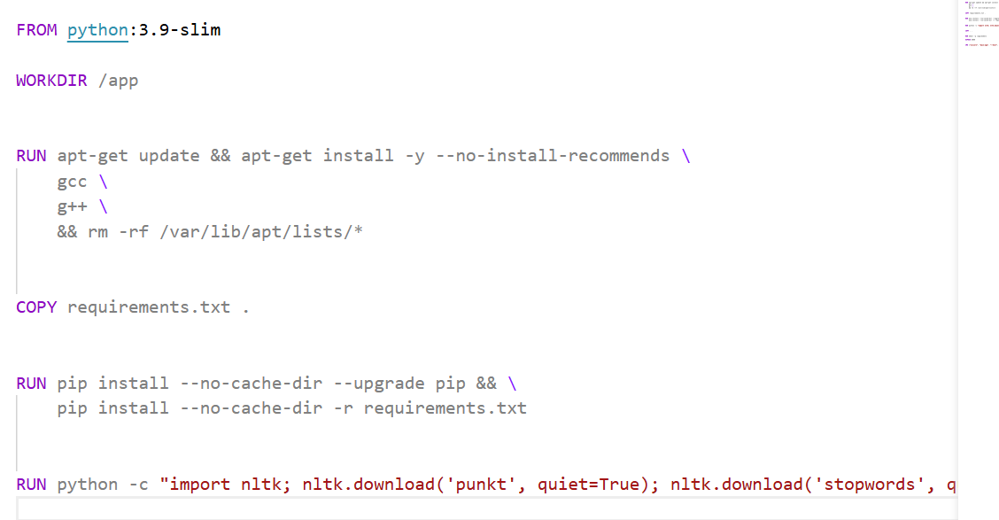 FROM python:3.9-slim
WORKDIR /app
RUN apt-get update && apt-get install -y --no-install-recommends \
gcc \
g++ \
&& rm -rf /var/lib/apt/lists/*
COPY requirements.txt .
RUN pip install --no-cache-dir --upgrade pip && \
pip install --no-cache-dir -r requirements.txt
RUN python -c "import nltk; nltk.download('punkt', quiet=True); nltk.download('stopwords', q